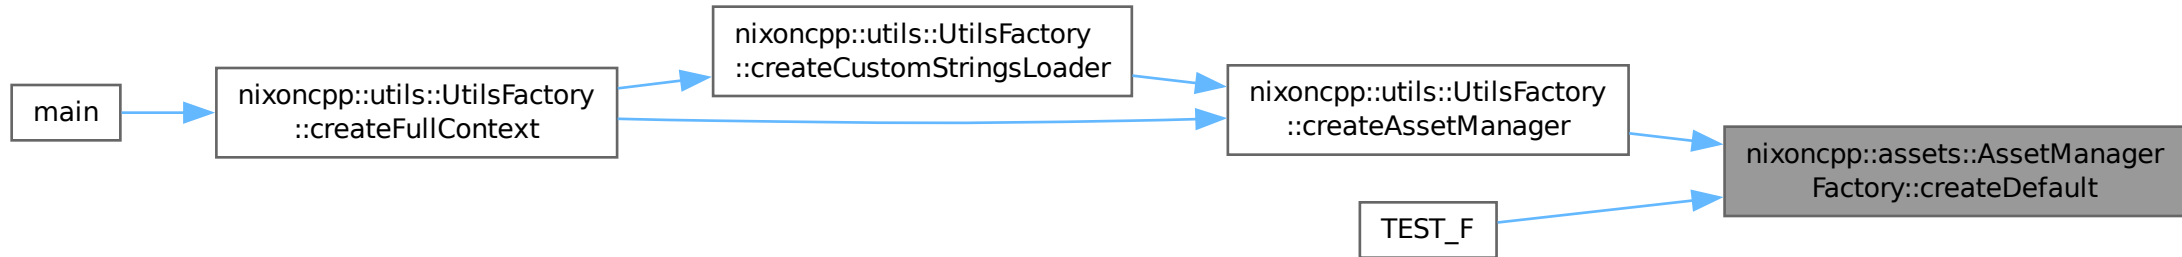 main
nixoncpp::utils::UtilsFactory
::createFullContext
nixoncpp::utils::UtilsFactory
::createCustomStringsLoader
nixoncpp::utils::UtilsFactory
::createAssetManager
TEST_F
nixoncpp::assets::AssetManager
Factory::createDefault